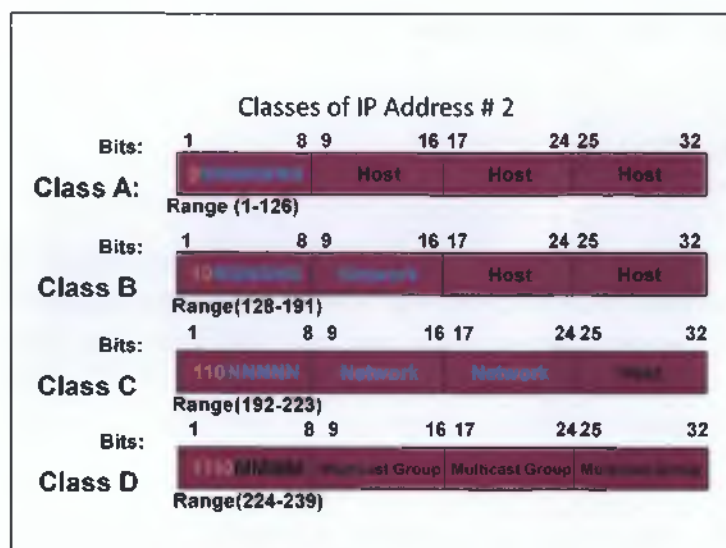 Classes of IP Address # 2
Bits: 1 8 9 16 17 24 25 32
Class A: Host Host Host
Range (1-126)
Bits: 1 8 9 16 17 24 25 32
Class B Network Host Host
Range(128-191)
Bits: 1 8 9 16 17 24 25 32
Class C 110NNNNN Network Network
Range(192-223)
Bits: 1 8 9 16 17 24 25 32
Class D Multicast Group Multicast Group
Range(224-239)